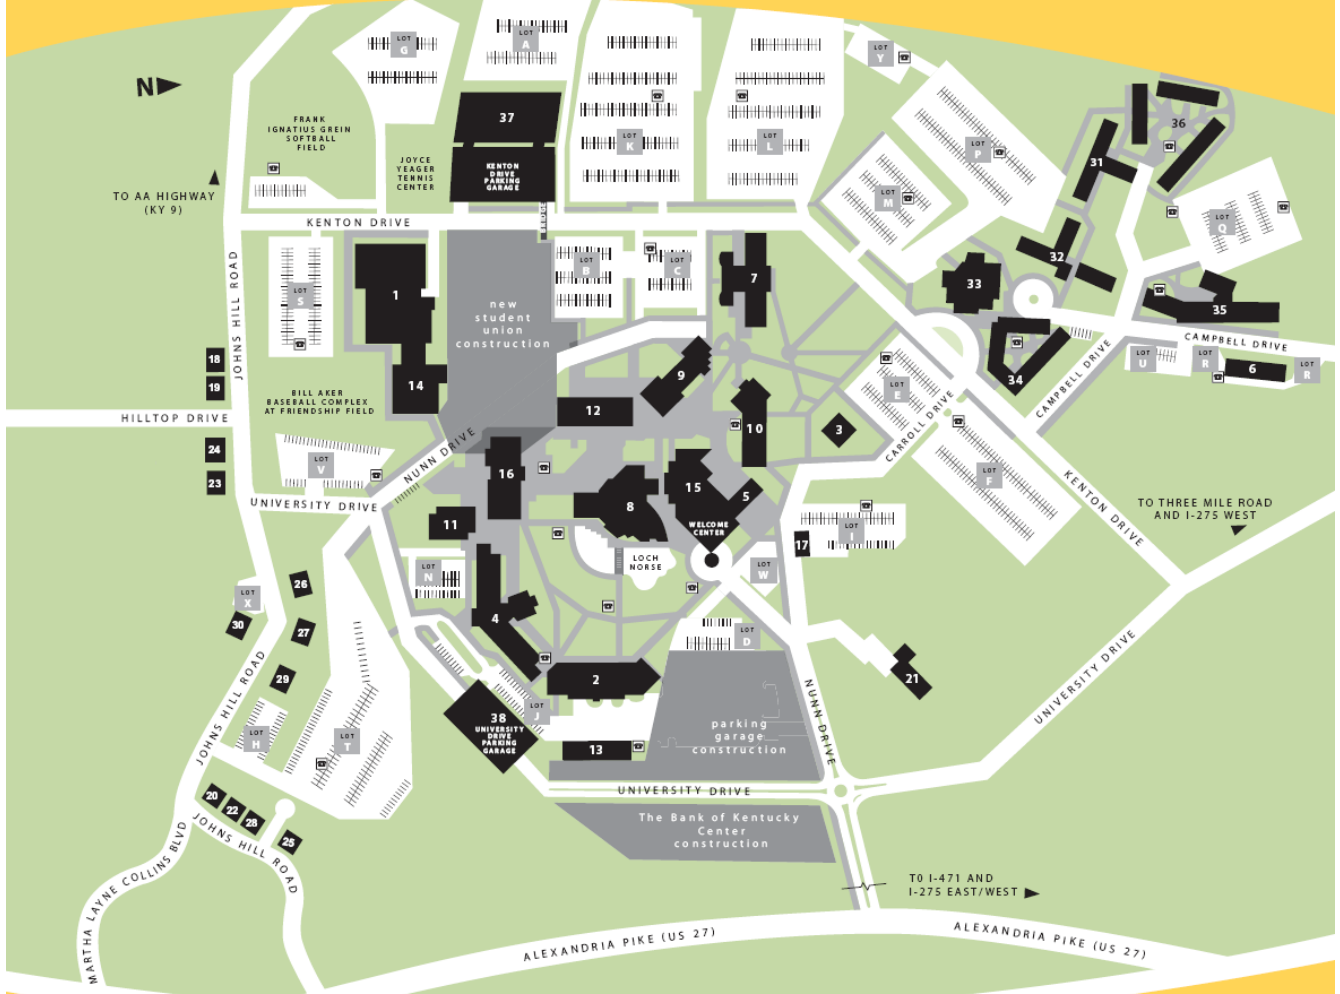 LOT
G
LOT
A
LOT
Y
N
37
FRANK
IGNATIUS GREIN
SOFTBALL
FIELD
JOYCE
YEAGER
TENNIS
CENTER
KENTON
DRIVE
PARKING
GARAGE
LOT
K
LOT
L
LOT
P
LOT
M
36
31
TO AA HIGHWAY
(KY 9)
KENTON DRIVE
LOT
Q
JOHNS HILL ROAD
LOT
S
1
new
student
union
construction
LOT
B
LOT
C
7
33
32
35
CAMPBELL DRIVE
18
19
14
9
12
10
3
LOT
E
34
CAMPBELL DRIVE
LOT
U
LOT
R
6
LOT
R
BILL AKER
BASEBALL COMPLEX
AT FRIENDSHIP FIELD
HILLTOP DRIVE
24
23
LOT
V
NUNN DRIVE
UNIVERSITY DRIVE
16
11
8
15
5
WELCOME
CENTER
CARROLL DRIVE
LOT
F
KENTON DRIVE
TO THREE MILE ROAD
AND I-275 WEST
17
LOT
I
LOCH
NORSE
LOT
W
LOT
N
LOT
X
26
30
27
29
4
LOT
D
2
21
UNIVERSITY DRIVE
JOHNS HILL ROAD
LOT
H
LOT
T
LOT
J
38
UNIVERSITY
DRIVE
PARKING
GARAGE
13
parking
garage
construction
NUNN DRIVE
UNIVERSITY DRIVE
20
22
28
25
JOHNS HILL ROAD
The Bank of Kentucky
Center
construction
MARTHA LAYNE COLLINS BLVD
T0 I-471 AND
I-275 EAST/WEST
ALEXANDRIA PIKE (US 27)
ALEXANDRIA PIKE (US 27)